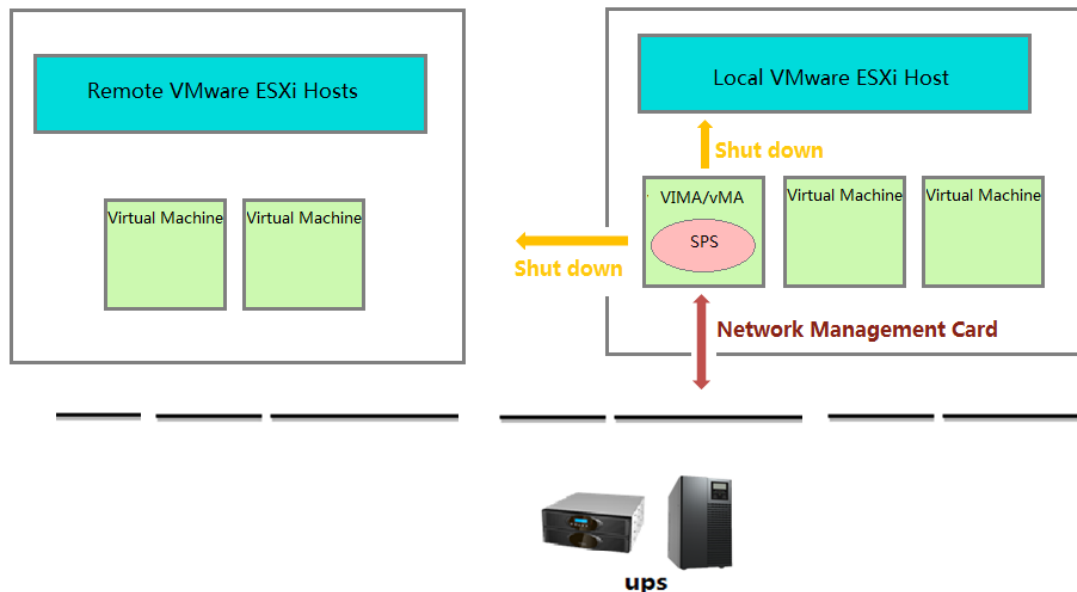 Remote VMware ESXi Hosts
Virtual Machine
Virtual Machine
Local VMware ESXi Host
Shut down
VIMA/vMA
SPS
Virtual Machine
Virtual Machine
Shut down
Network Management Card
ups